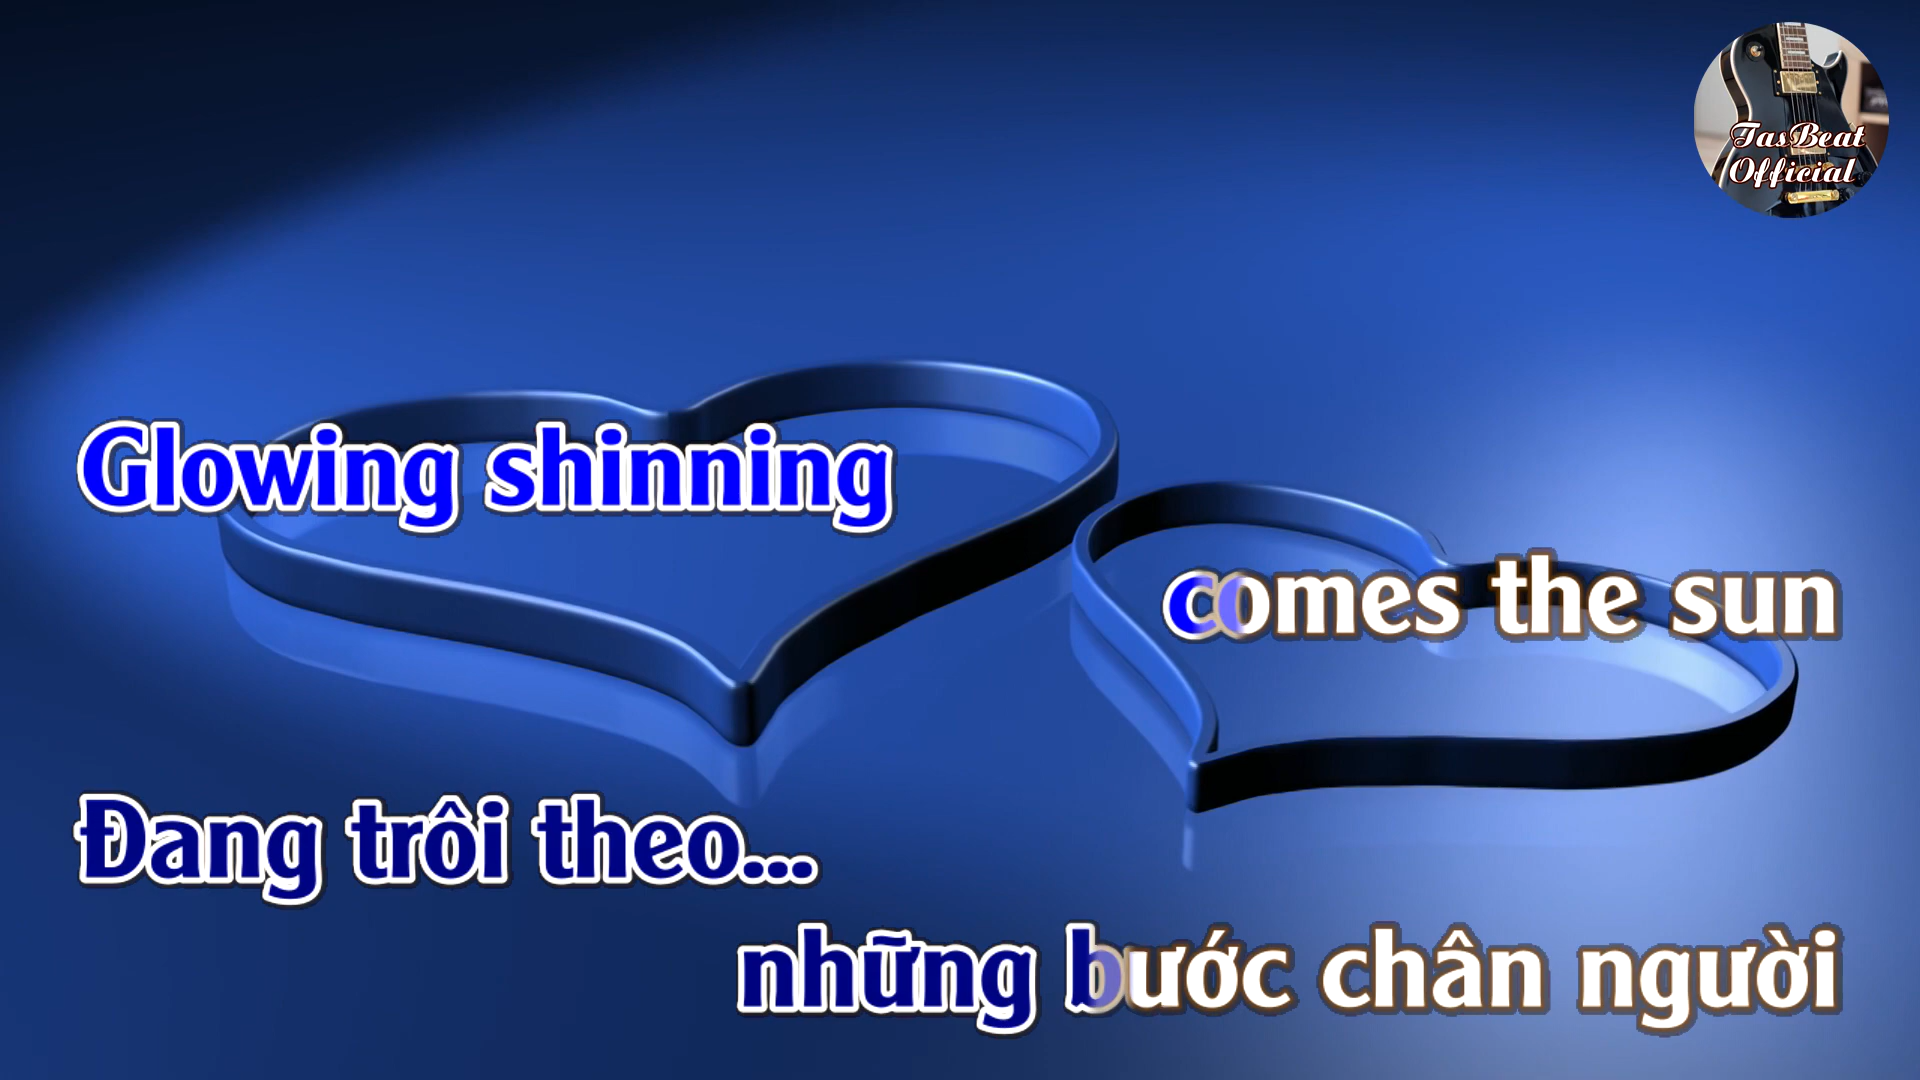 TasBeat
Official
Glowing shinning
comes the sun
Đang trôi theo...
những bước chân người